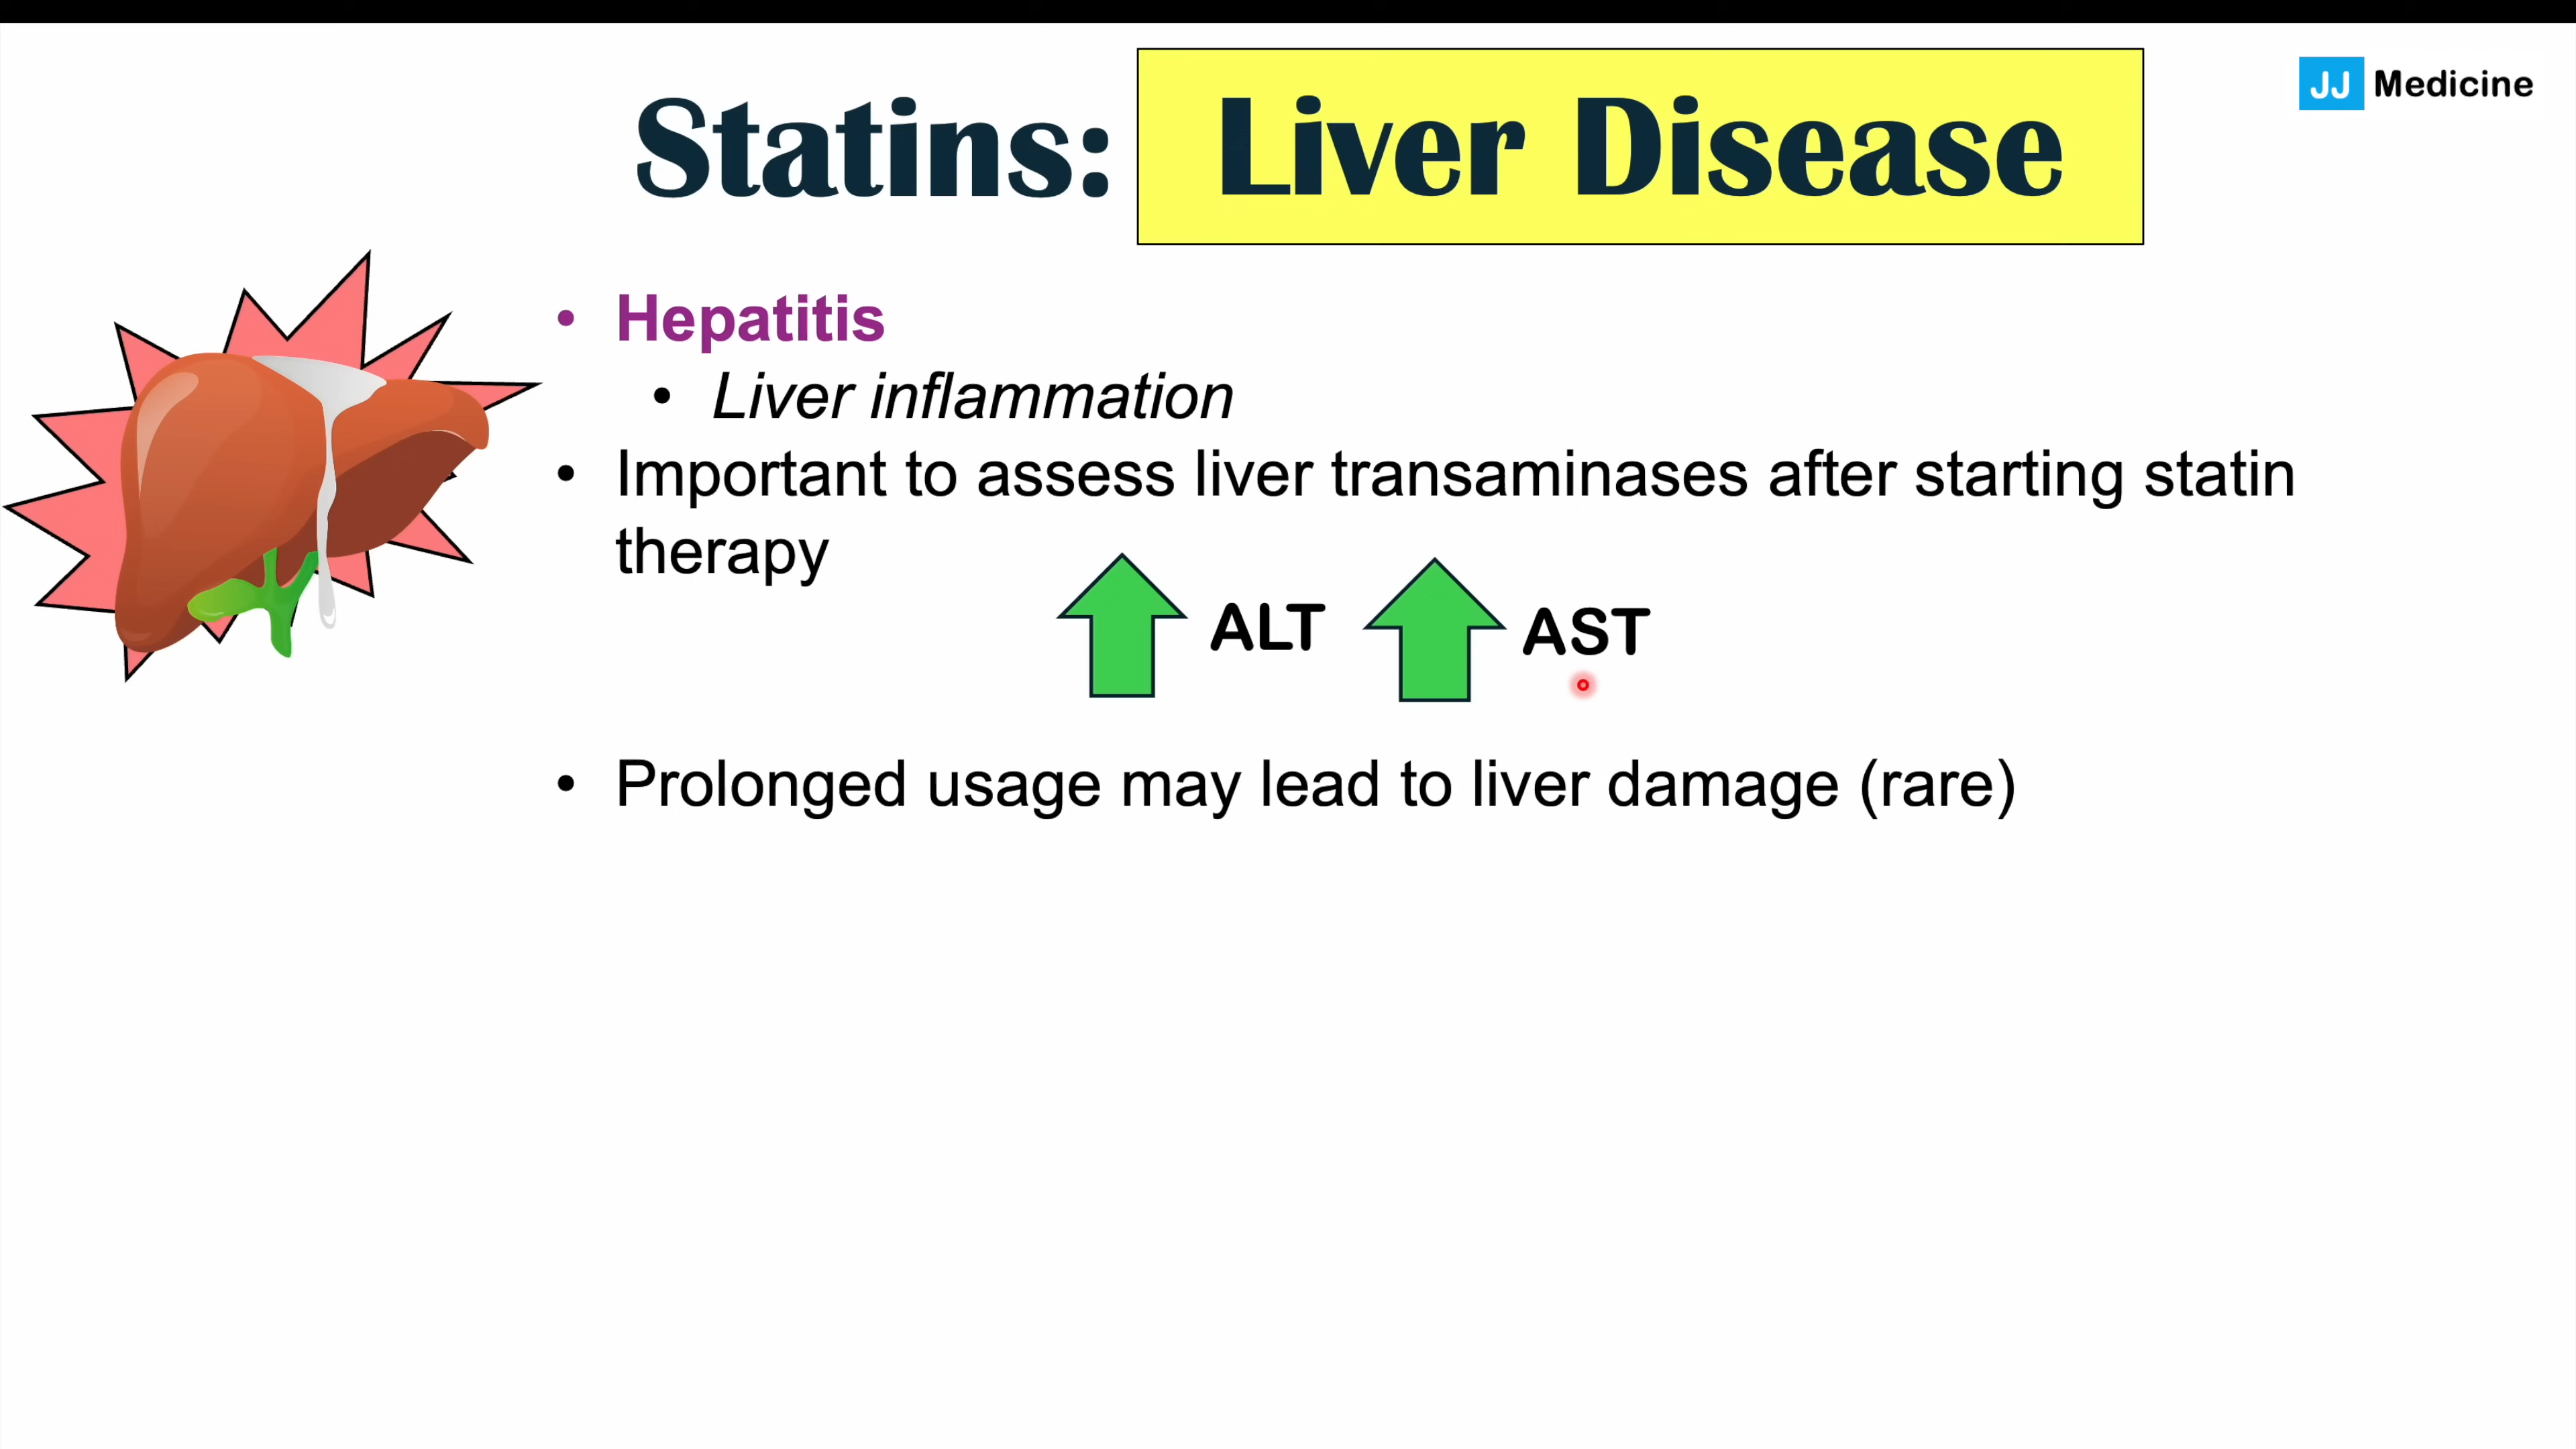 JJ Medicine
Statins: Liver Disease
• Hepatitis
• Liver inflammation
• Important to assess liver transaminases after starting statin
therapy
ALT AST
• Prolonged usage may lead to liver damage (rare)